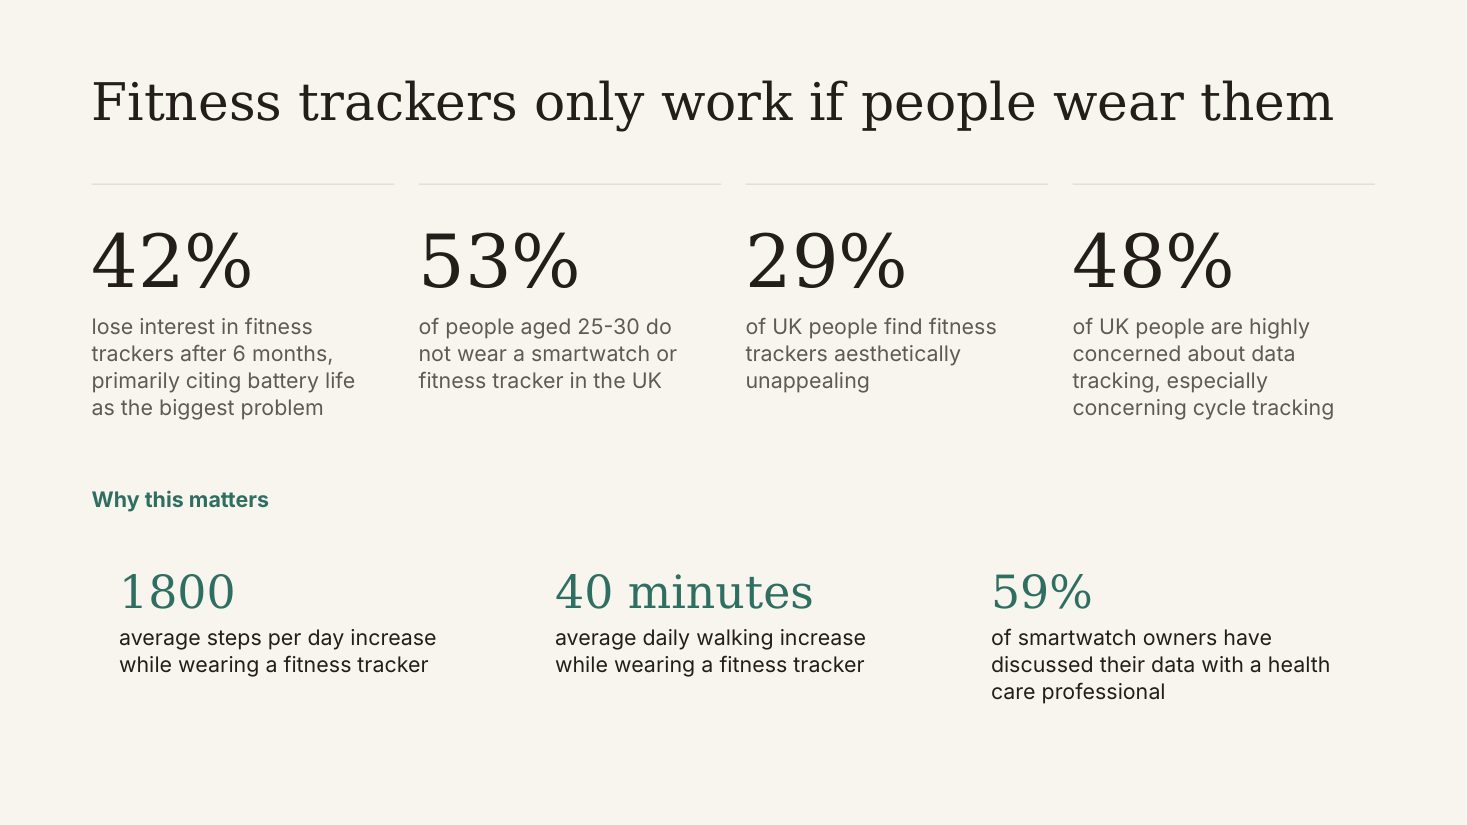 Fitness trackers only work if people wear them
42%
lose interest in fitness
trackers after 6 months,
primarily citing battery life
as the biggest problem
53%
of people aged 25-30 do
not wear a smartwatch or
fitness tracker in the UK
29%
of UK people find fitness
trackers aesthetically
unappealing
48%
of UK people are highly
concerned about data
tracking, especially
concerning cycle tracking
Why this matters
1800
average steps per day increase
while wearing a fitness tracker
40 minutes
average daily walking increase
while wearing a fitness tracker
59%
of smartwatch owners have
discussed their data with a health
care professional